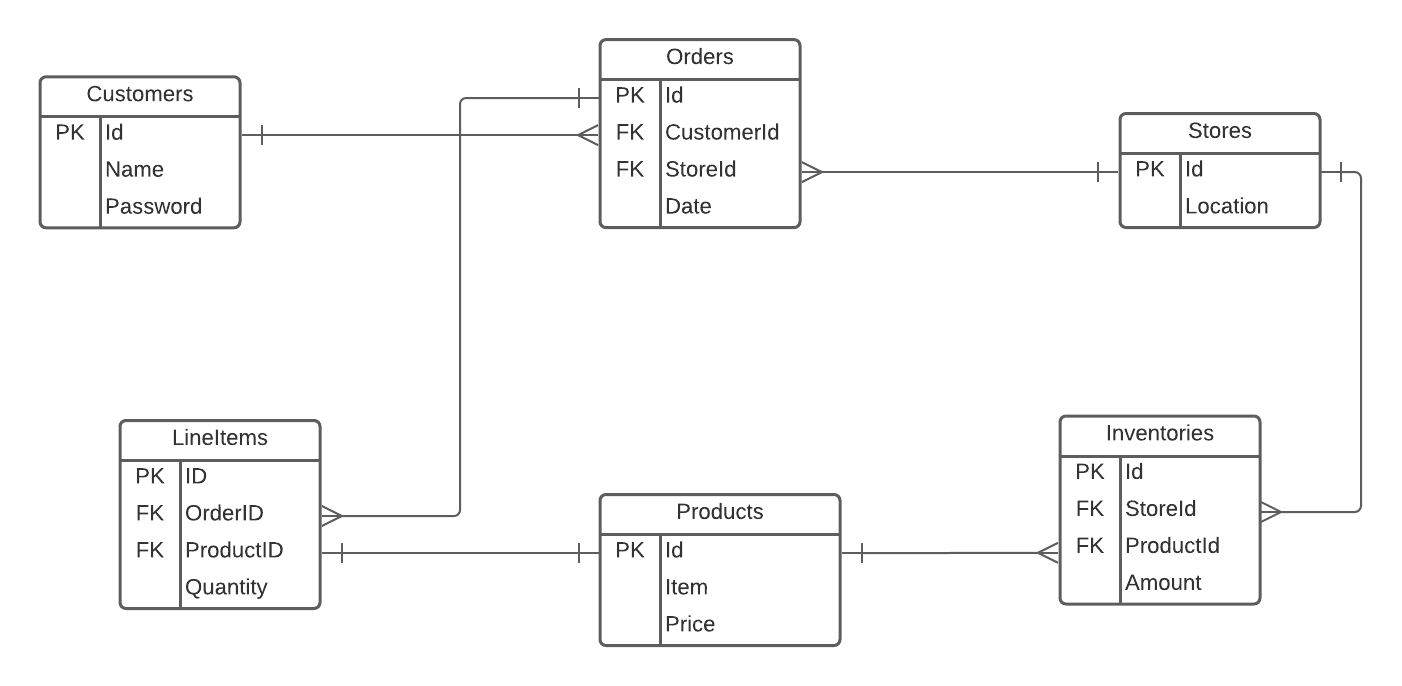 Customers
PK Id
Name
Password
Orders
PK Id
FK CustomerId
FK StoreId
Date
Stores
PK Id
Location
LineItems
PK ID
FK OrderID
FK ProductID
Quantity
Products
PK Id
Item
Price
Inventories
PK Id
FK StoreId
FK ProductId
Amount